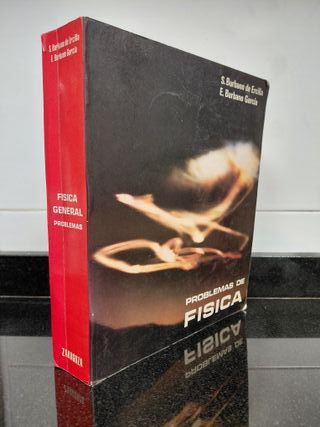 S. Burbano de Ercilla
E. Burbano García
FISICA
GENERAL
PROBLEMAS
ZARAGOZA
S. Burbano de Ercilla
E. Burbano García
PROBLEMAS DE
FISICA